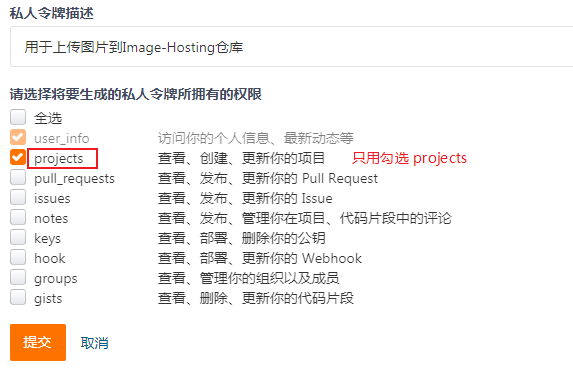 私人令牌描述
用于上传图片到Image-Hosting仓库
请选择将要生成的私人令牌所拥有的权限
全选
user_info 访问你的个人信息、最新动态等
projects 查看、创建、更新你的项目 只用勾选 projects
pull_requests 查看、发布、更新你的 Pull Request
issues 查看、发布、更新你的 Issue
notes 查看、发布、管理你在项目、代码片段中的评论
keys 查看、部署、删除你的公钥
hook 查看、部署、更新你的 Webhook
groups 查看、管理你的组织以及成员
gists 查看、删除、更新你的代码片段
提交 取消